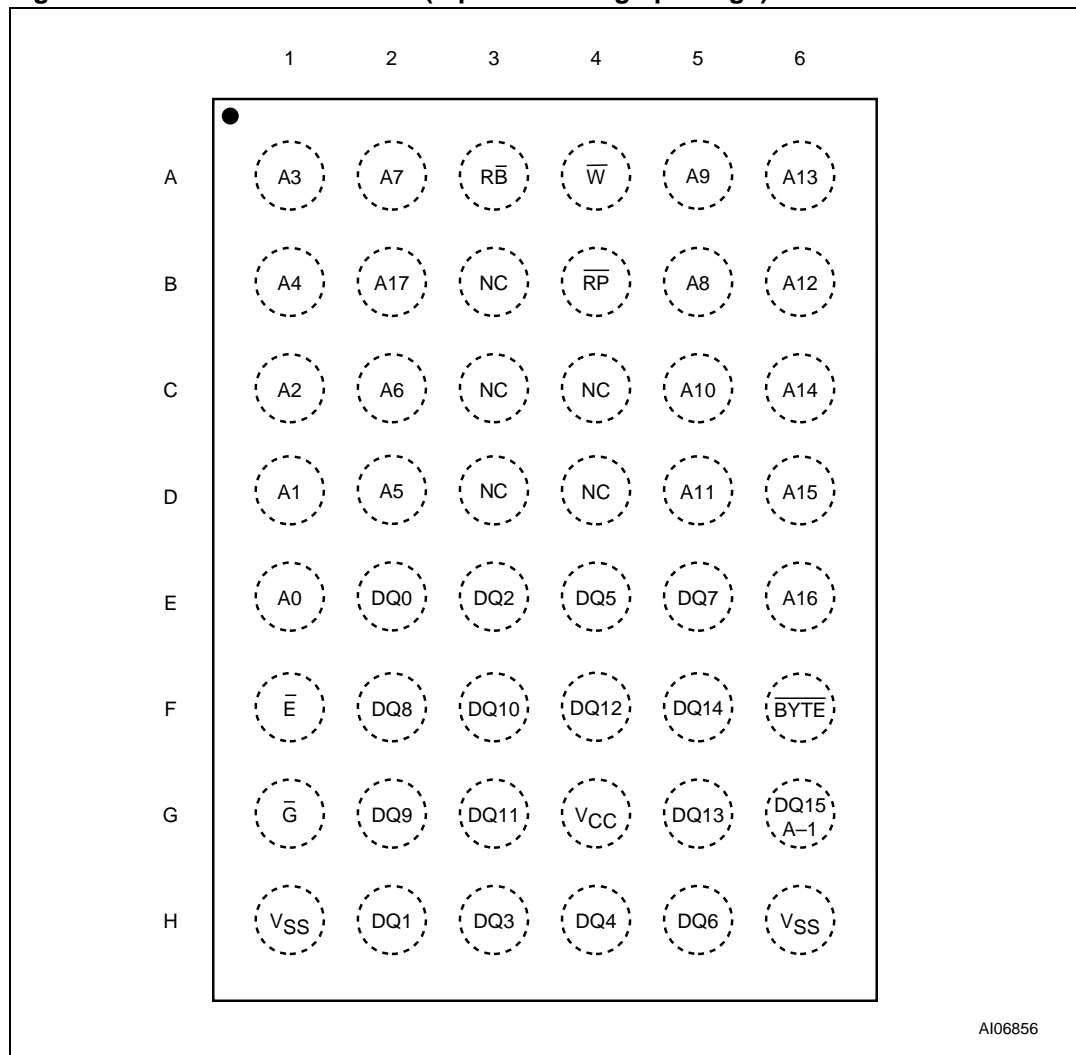 1 2 3 4 5 6
A A3 A7 RB̅ W̅ A9 A13
B A4 A17 NC R̅P̅ A8 A12
C A2 A6 NC NC A10 A14
D A1 A5 NC NC A11 A15
E A0 DQ0 DQ2 DQ5 DQ7 A16
F E̅ DQ8 DQ10 DQ12 DQ14 B̅Y̅T̅E̅
G G̅ DQ9 DQ11 VCC DQ13 DQ15
A–1
H VSS DQ1 DQ3 DQ4 DQ6 VSS
AI06856